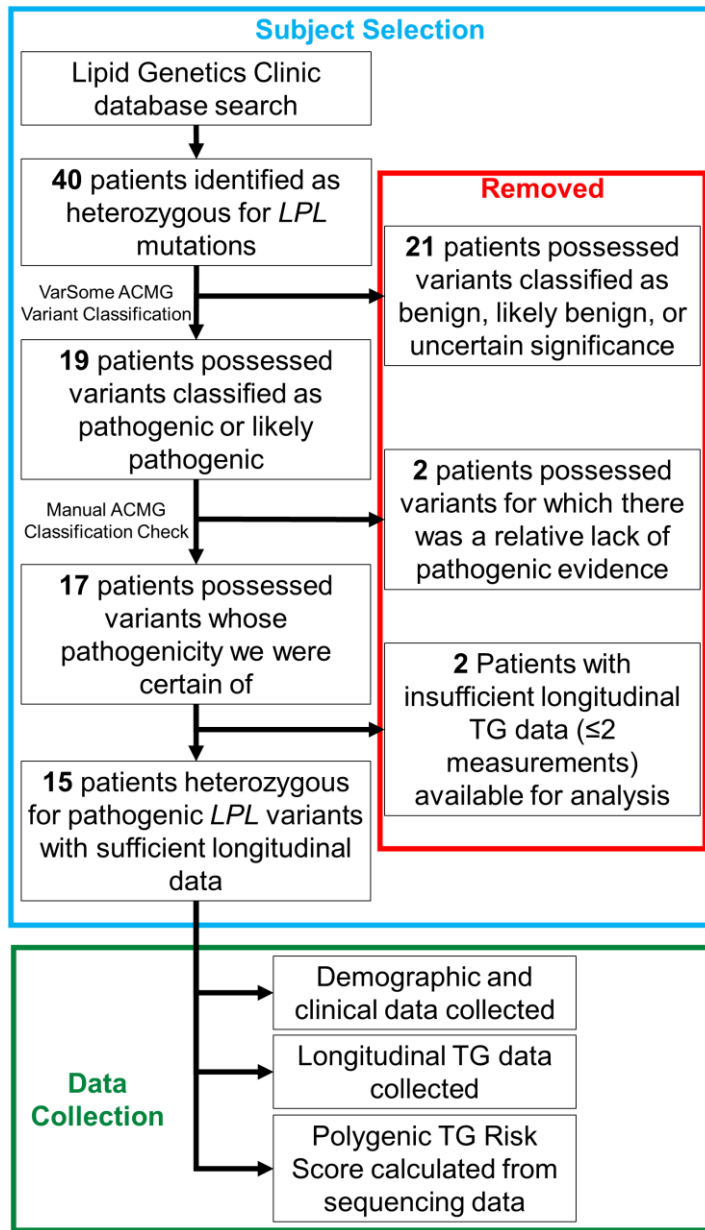 Subject Selection
Lipid Genetics Clinic
database search
40 patients identified as
heterozygous for LPL
mutations
Removed
VarSome ACMG
Variant Classification
21 patients possessed
variants classified as
benign, likely benign, or
uncertain significance
19 patients possessed
variants classified as
pathogenic or likely
pathogenic
Manual ACMG
Classification Check
2 patients possessed
variants for which there
was a relative lack of
pathogenic evidence
17 patients possessed
variants whose
pathogenicity we were
certain of
2 Patients with
insufficient longitudinal
TG data (≤2
measurements)
available for analysis
15 patients heterozygous
for pathogenic LPL variants
with sufficient longitudinal
data
Data
Collection
Demographic and
clinical data collected
Longitudinal TG data
collected
Polygenic TG Risk
Score calculated from
sequencing data